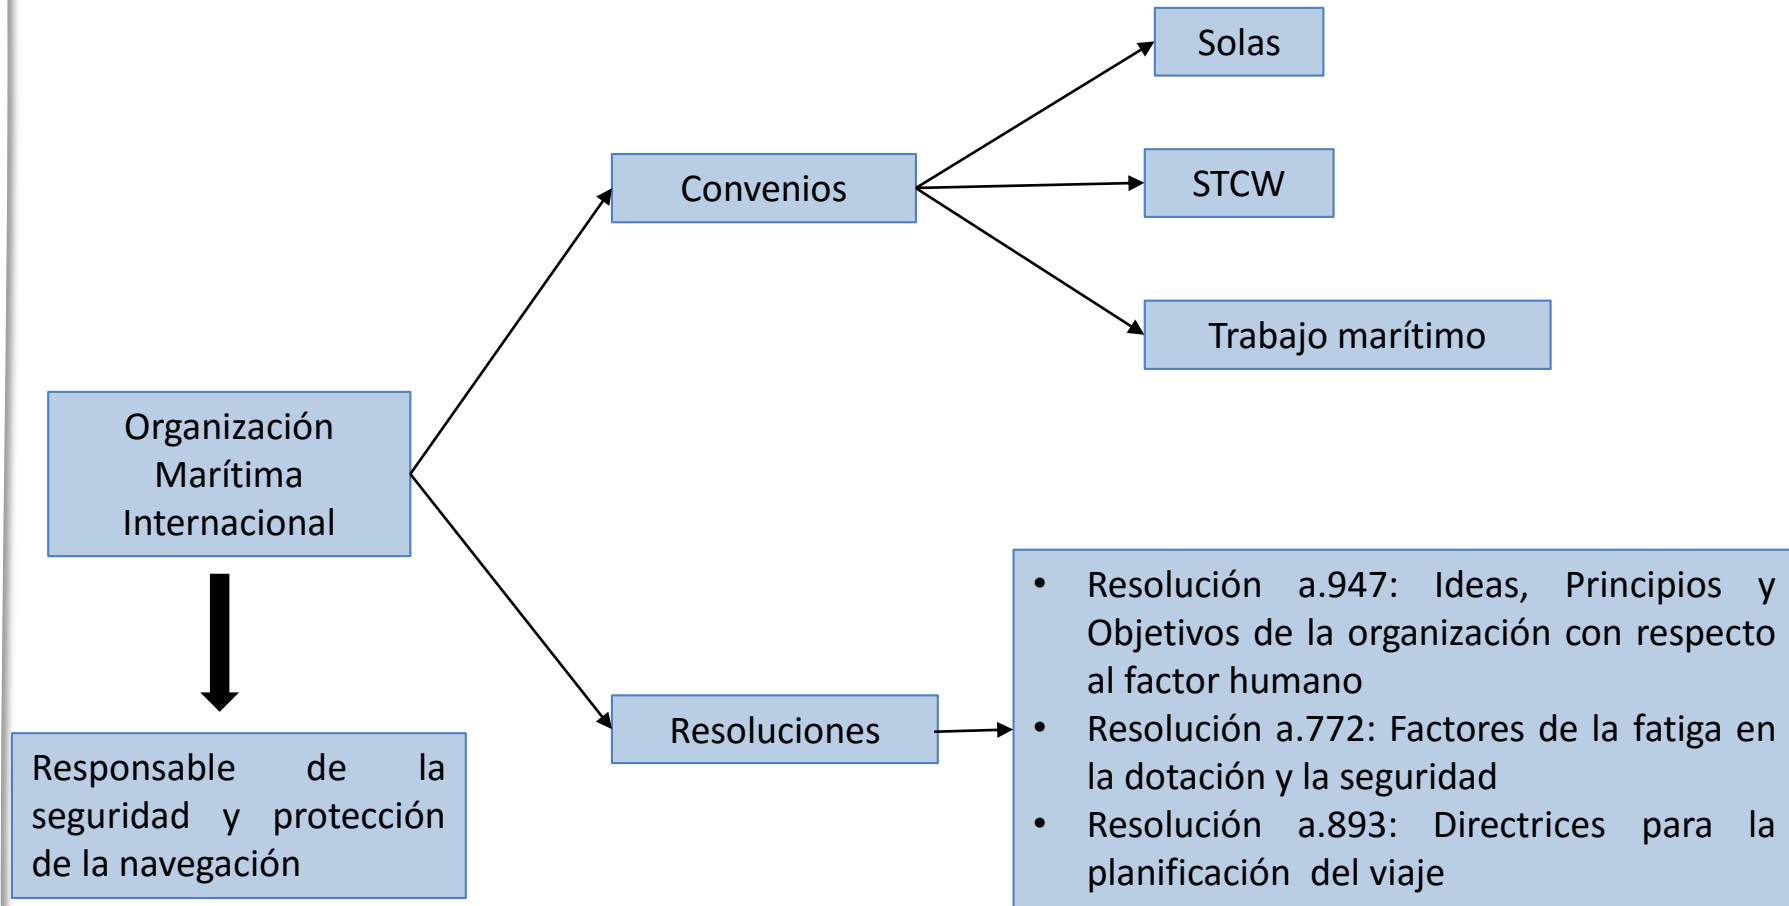 Solas
Convenios
STCW
Trabajo marítimo
Organización
Marítima
Internacional
Responsable de la
seguridad y protección
de la navegación
Resoluciones
• Resolución a.947: Ideas, Principios y
Objetivos de la organización con respecto
al factor humano
• Resolución a.772: Factores de la fatiga en
la dotación y la seguridad
• Resolución a.893: Directrices para la
planificación del viaje